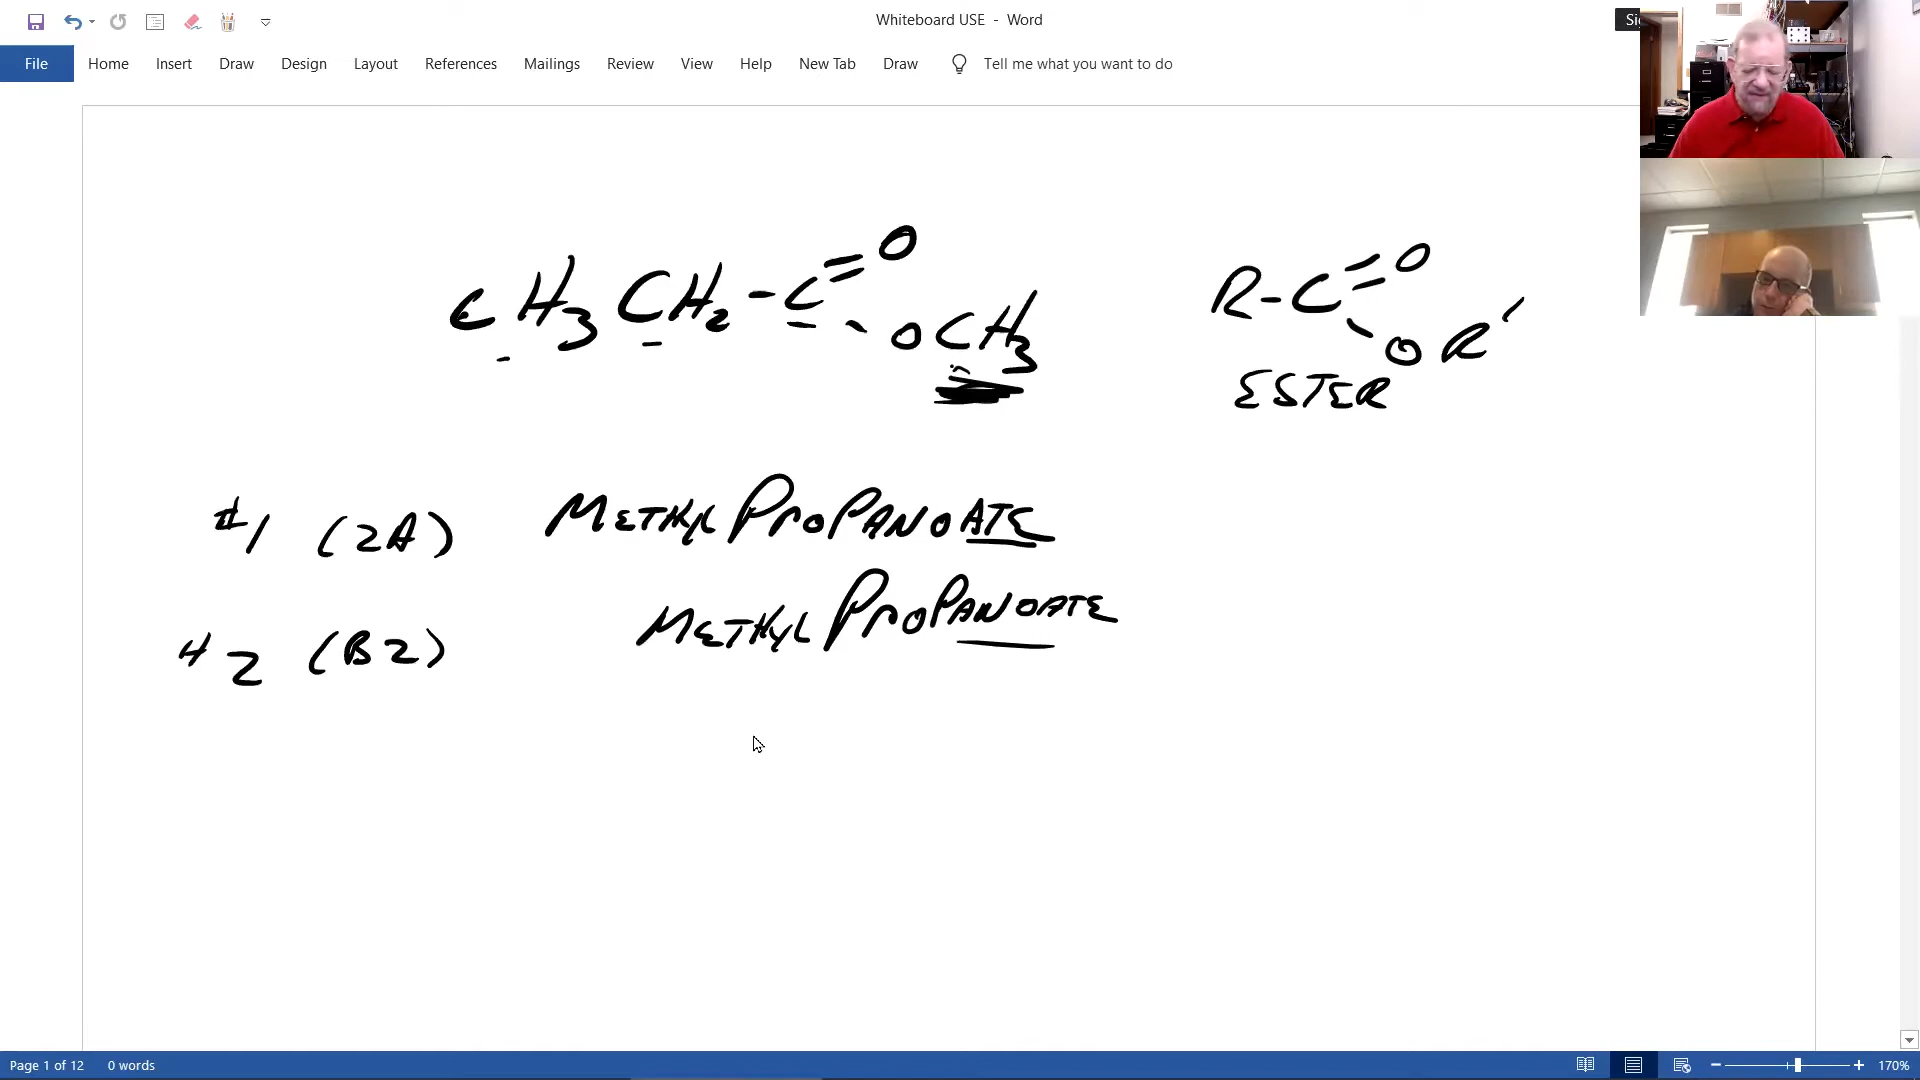 Whiteboard USE - Word
Si
File Home Insert Draw Design Layout References Mailings Review View Help New Tab Draw Tell me what you want to do
CH3CH2-C=O
OCH3
R-C=O
OR'
ESTER
#1 (2A) METHYL PROPANOATE
#2 (B2) METHYL PROPANOATE
Page 1 of 12 0 words 170%